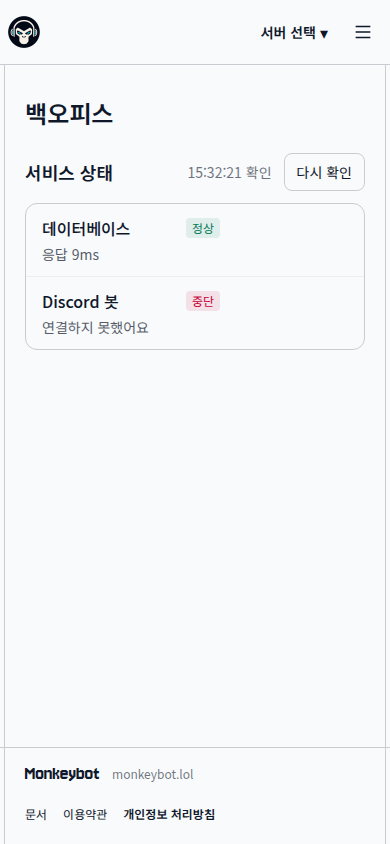 서버 선택 ▼
백오피스
서비스 상태 15:32:21 확인 다시 확인
데이터베이스 정상
응답 9ms
Discord 봇 중단
연결하지 못했어요
Monkeybot monkeybot.lol
문서 이용약관 개인정보 처리방침